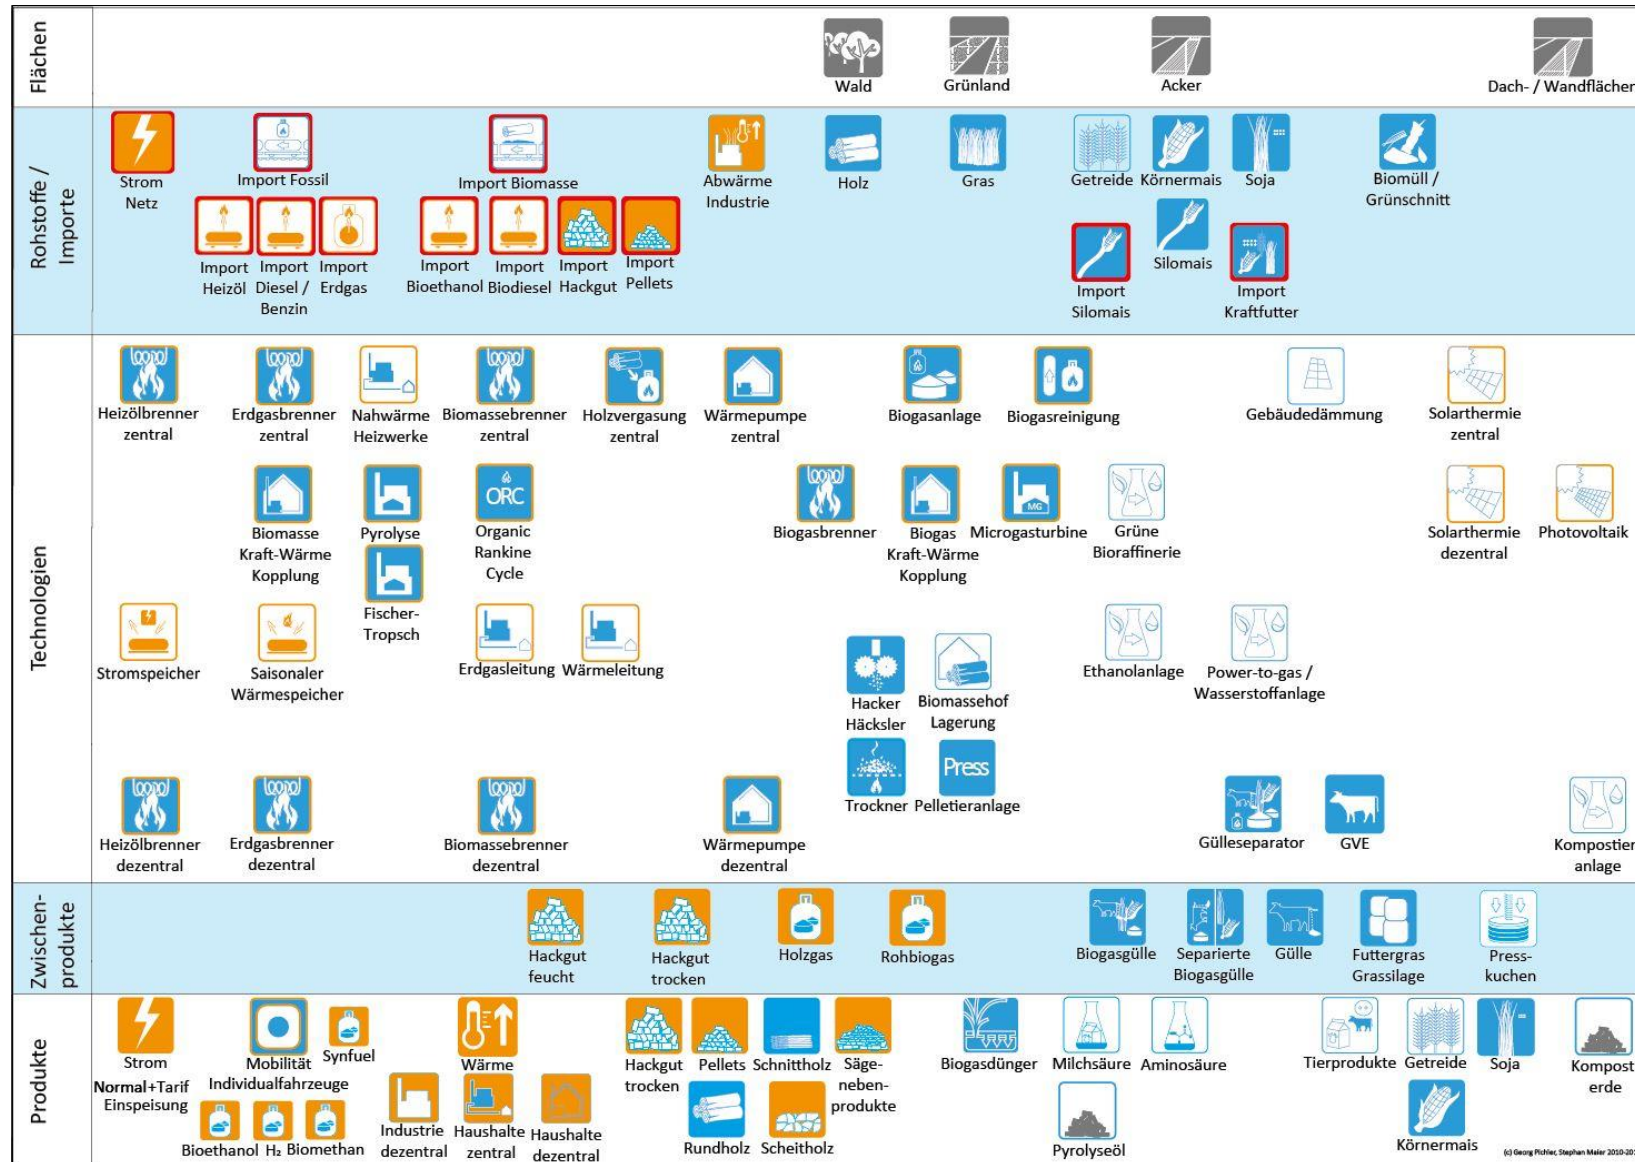 Flächen
Wald
Grünland
Acker
Dach- / Wandflächen
Rohstoffe /
Importe
Strom
Netz
Import Fossil
Import
Heizöl
Import
Diesel /
Benzin
Import
Erdgas
Import Biomasse
Import
Bioethanol
Import
Biodiesel
Import
Hackgut
Import
Pellets
Abwärme
Industrie
Holz
Gras
Getreide
Körnermais
Soja
Silomais
Import
Silomais
Import
Kraftfutter
Biomüll /
Grünschnitt
Technologien
Heizölbrenner
zentral
Erdgasbrenner
zentral
Nahwärme
Heizwerke
Biomassebrenner
zentral
Holzvergasung
zentral
Wärmepumpe
zentral
Biogasanlage
Biogasreinigung
Gebäudedämmung
Solarthermie
zentral
Biomasse
Kraft-Wärme
Kopplung
Pyrolyse
ORC
Organic
Rankine
Cycle
Biogasbrenner
Biogas
Kraft-Wärme
Kopplung
MG
Microgasturbine
Grüne
Bioraffinerie
Solarthermie
dezentral
Photovoltaik
Fischer-
Tropsch
Stromspeicher
Saisonaler
Wärmespeicher
Erdgasleitung
Wärmeleitung
Hacker
Häcksler
Biomassehof
Lagerung
Ethanolanlage
Power-to-gas /
Wasserstoffanlage
Trockner
Press
Pelletieranlage
Heizölbrenner
dezentral
Erdgasbrenner
dezentral
Biomassebrenner
dezentral
Wärmepumpe
dezentral
Gülleseparator
GVE
Kompostier
anlage
Zwischen-
produkte
Hackgut
feucht
Hackgut
trocken
Holzgas
Rohbiogas
Biogasgülle
Separierte
Biogasgülle
Gülle
Futtergras
Grassilage
Press-
kuchen
Produkte
Strom
Normal+Tarif
Einspeisung
Mobilität
Individualfahrzeuge
Synfuel
Bioethanol
H₂
Biomethan
Wärme
Industrie
dezentral
Haushalte
zentral
Haushalte
dezentral
Hackgut
trocken
Pellets
Schnittholz
Säge-
neben-
produkte
Rundholz
Scheitholz
Biogasdünger
Milchsäure
Aminosäure
Pyrolyseöl
Tierprodukte
Getreide
Soja
Körnermais
Kompost
erde
(c) Georg Pichler, Stephan Maier 2010-201